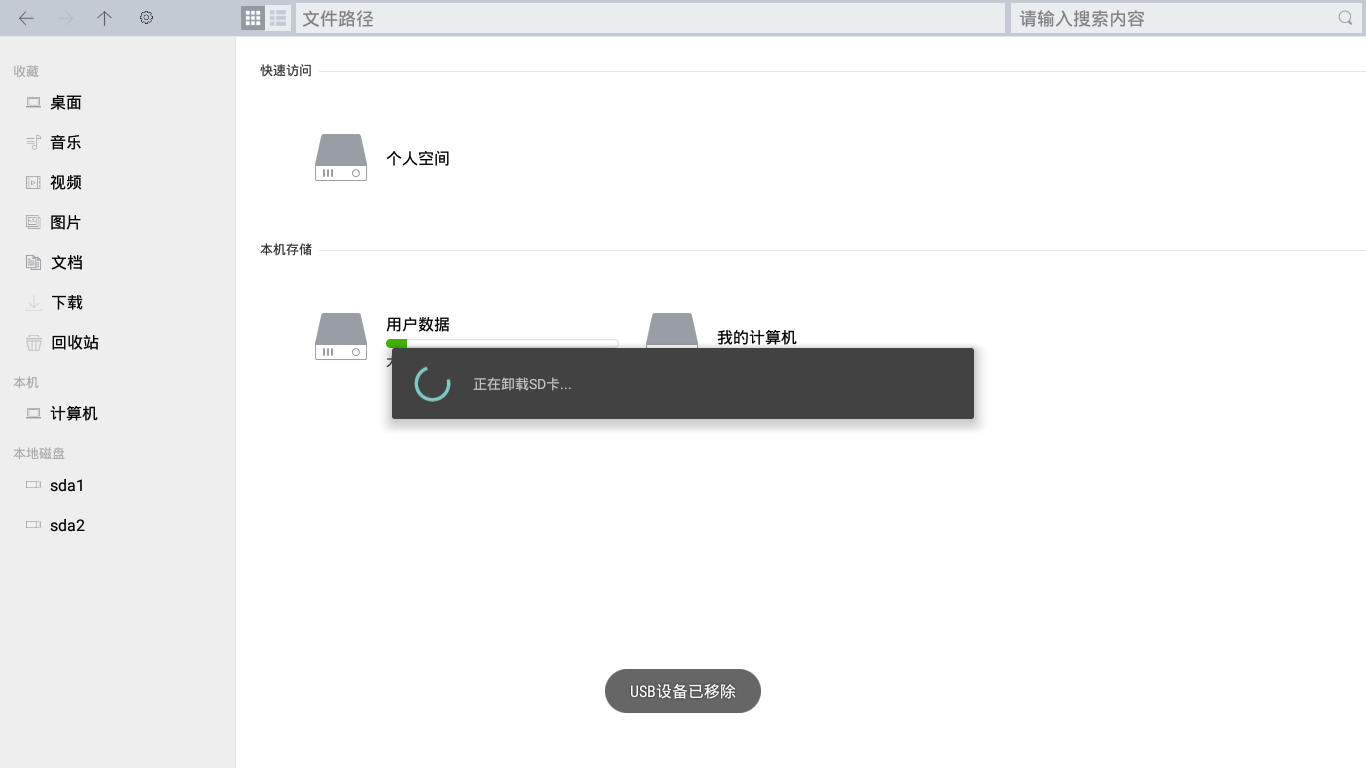 文件路径
请输入搜索内容
收藏
桌面
音乐
视频
图片
文档
下载
回收站
本机
计算机
本地磁盘
sda1
sda2
快速访问
个人空间
本机存储
用户数据
我的计算机
正在卸载SD卡...
USB设备已移除